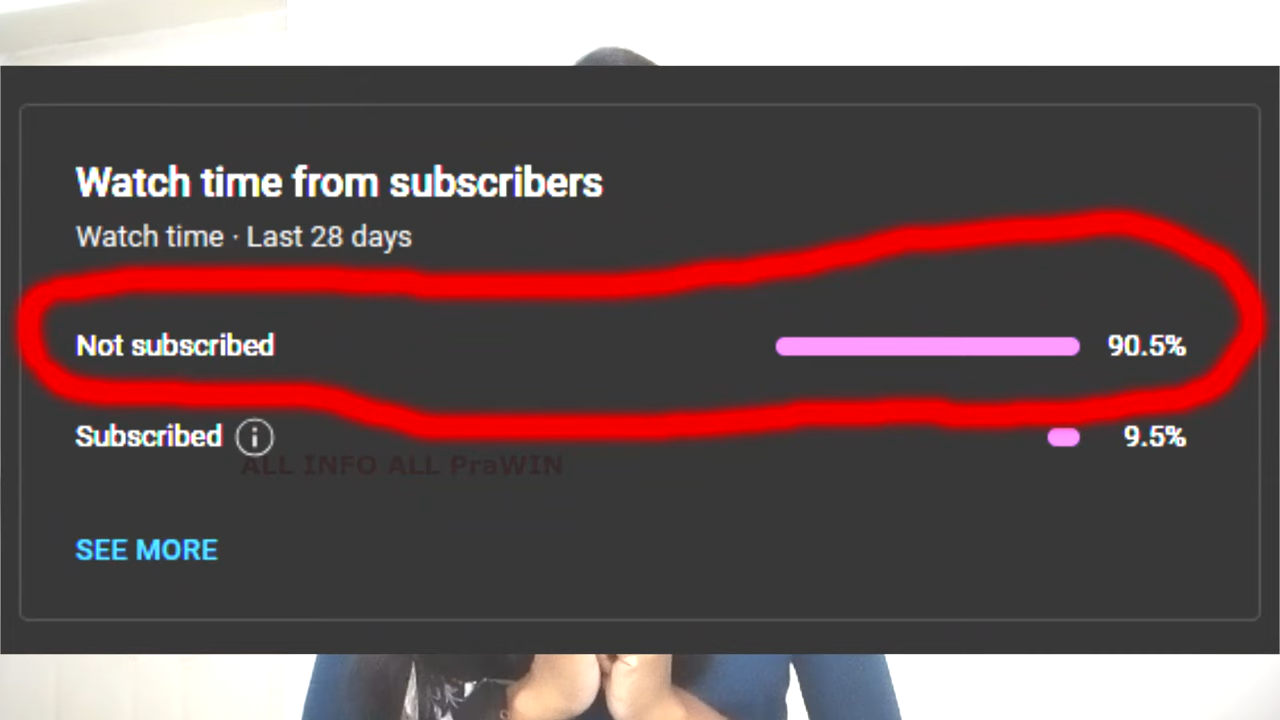 Watch time from subscribers
Watch time · Last 28 days
Not subscribed 90.5%
Subscribed 9.5%
ALL INFO ALL PraWIN
SEE MORE